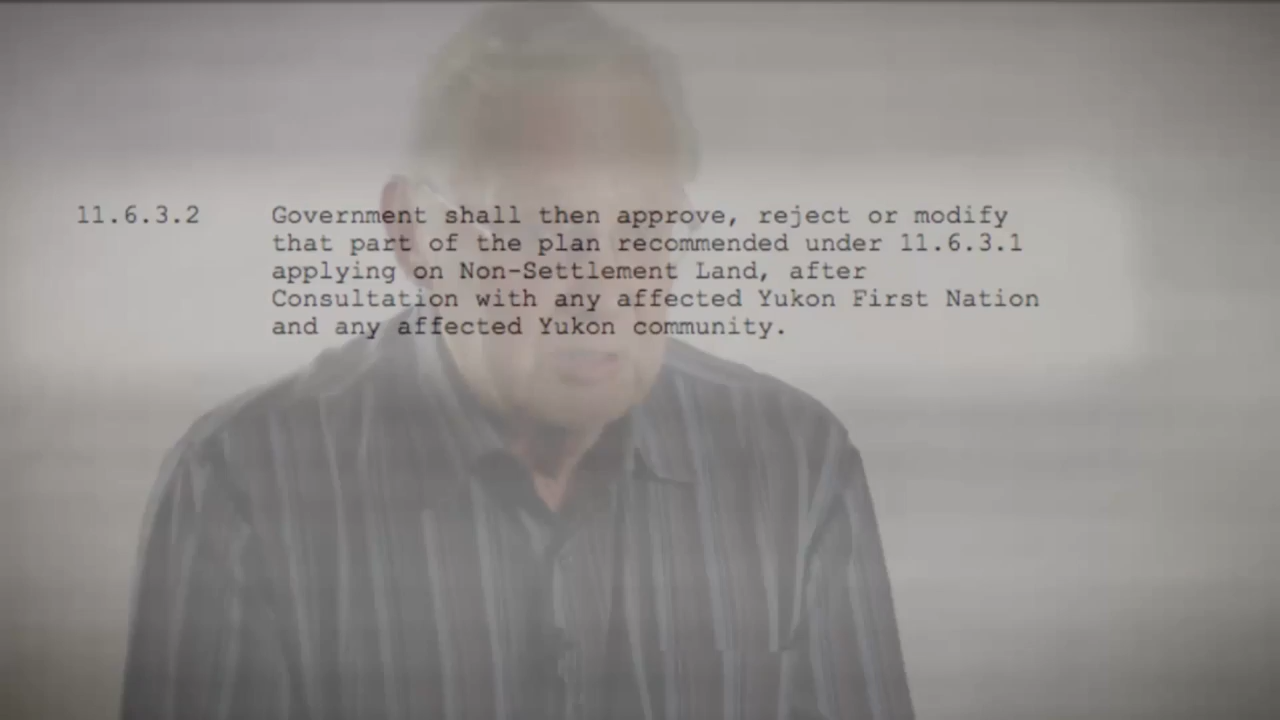 11.6.3.2 Government shall then approve, reject or modify
that part of the plan recommended under 11.6.3.1
applying on Non-Settlement Land, after
Consultation with any affected Yukon First Nation
and any affected Yukon community.